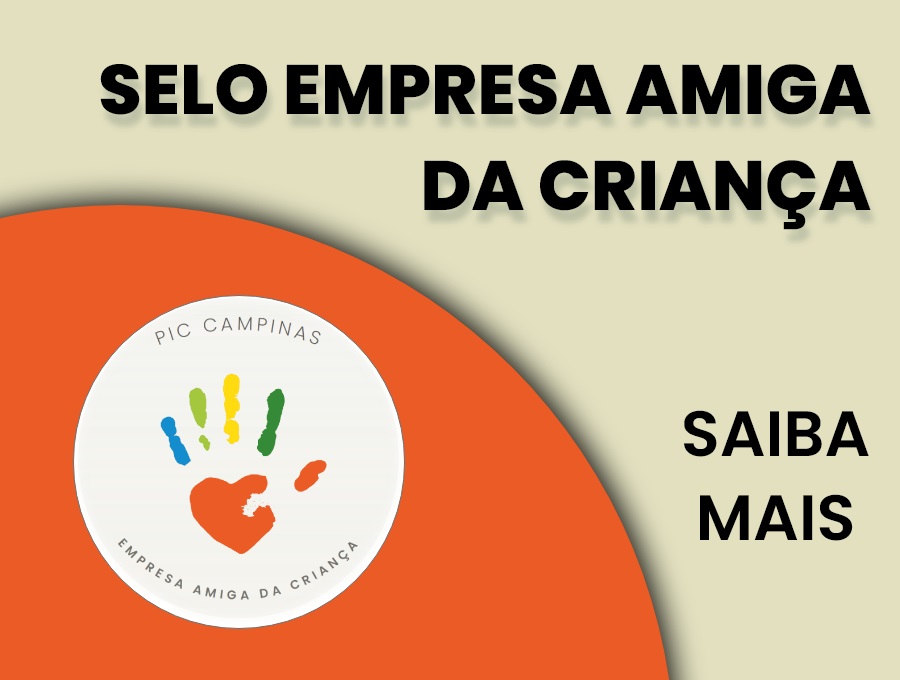 SELO EMPRESA AMIGA
DA CRIANÇA
PIC CAMPINAS
EMPRESA AMIGA DA CRIANÇA
SAIBA
MAIS